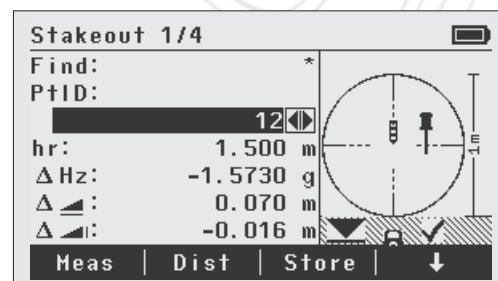 Stakeout 1/4
Find: *
PtID:
12
hr: 1.500 m
ΔHz: -1.5730 g
Δ : 0.070 m
Δ : -0.016 m
1m
Meas | Dist | Store | ↓